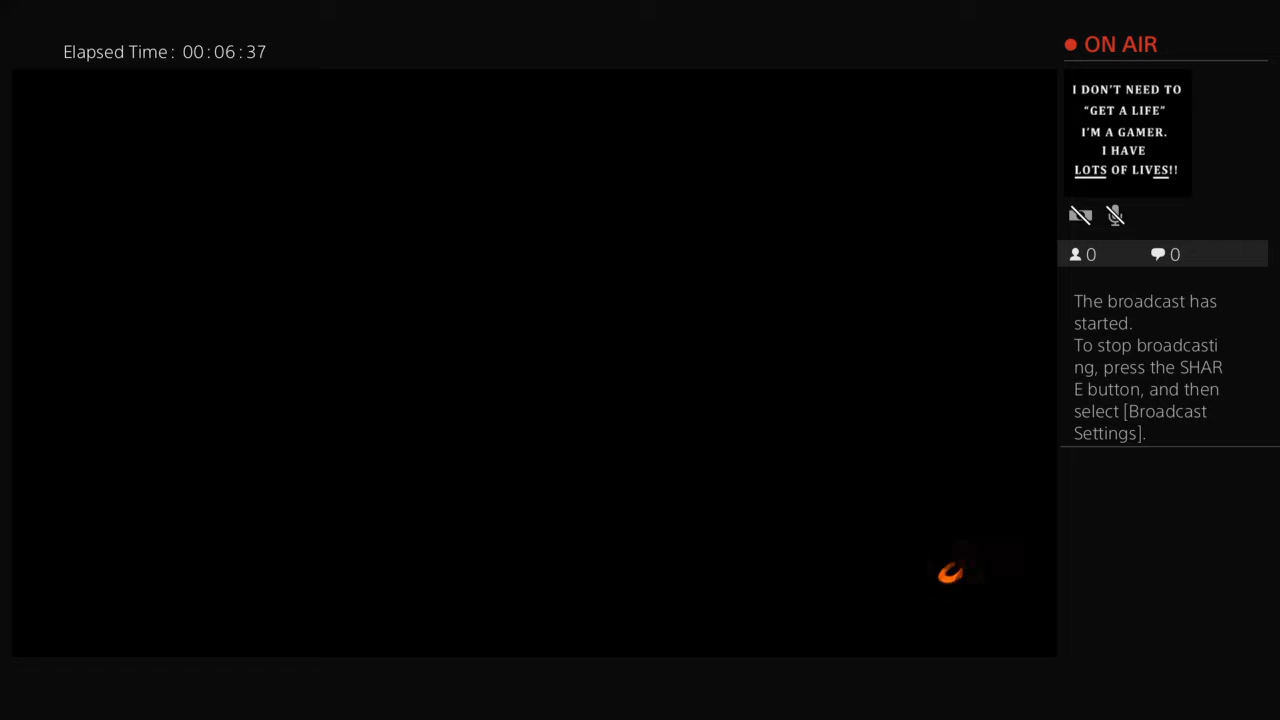 Elapsed Time: 00:06:37
ON AIR
I DON'T NEED TO
“GET A LIFE”
I'M A GAMER.
I HAVE
LOTS OF LIVES!!
0 0
The broadcast has
started.
To stop broadcasti
ng, press the SHAR
E button, and then
select [Broadcast
Settings].